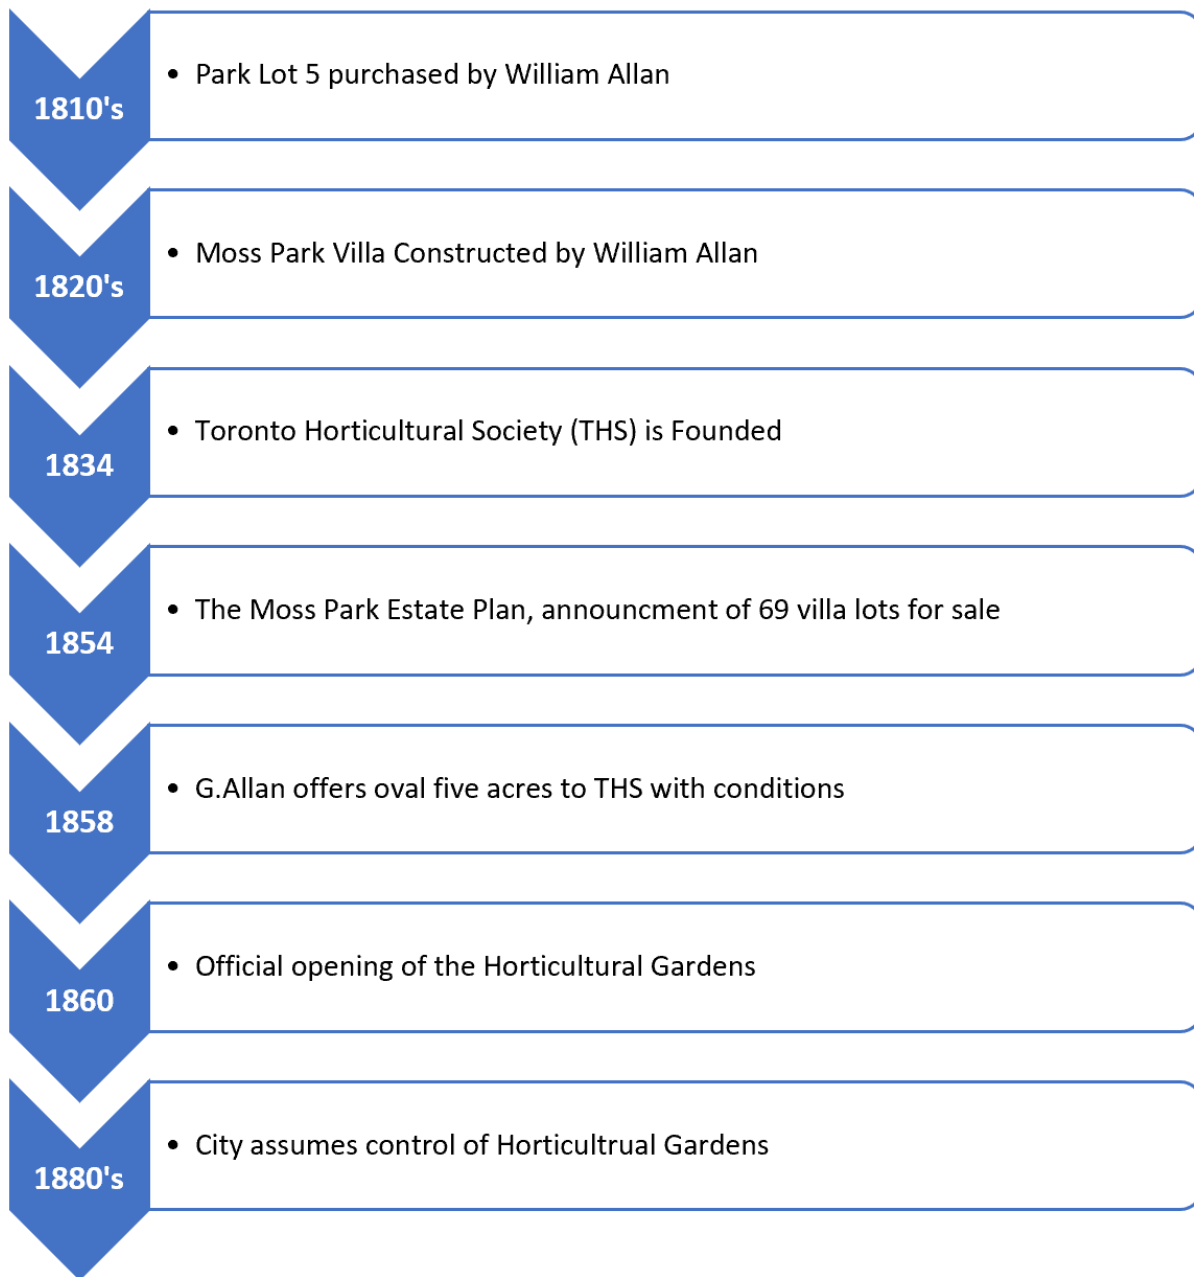 1810's
• Park Lot 5 purchased by William Allan
1820's
• Moss Park Villa Constructed by William Allan
1834
• Toronto Horticultural Society (THS) is Founded
1854
• The Moss Park Estate Plan, announcment of 69 villa lots for sale
1858
• G.Allan offers oval five acres to THS with conditions
1860
• Official opening of the Horticultural Gardens
1880's
• City assumes control of Horticultrual Gardens